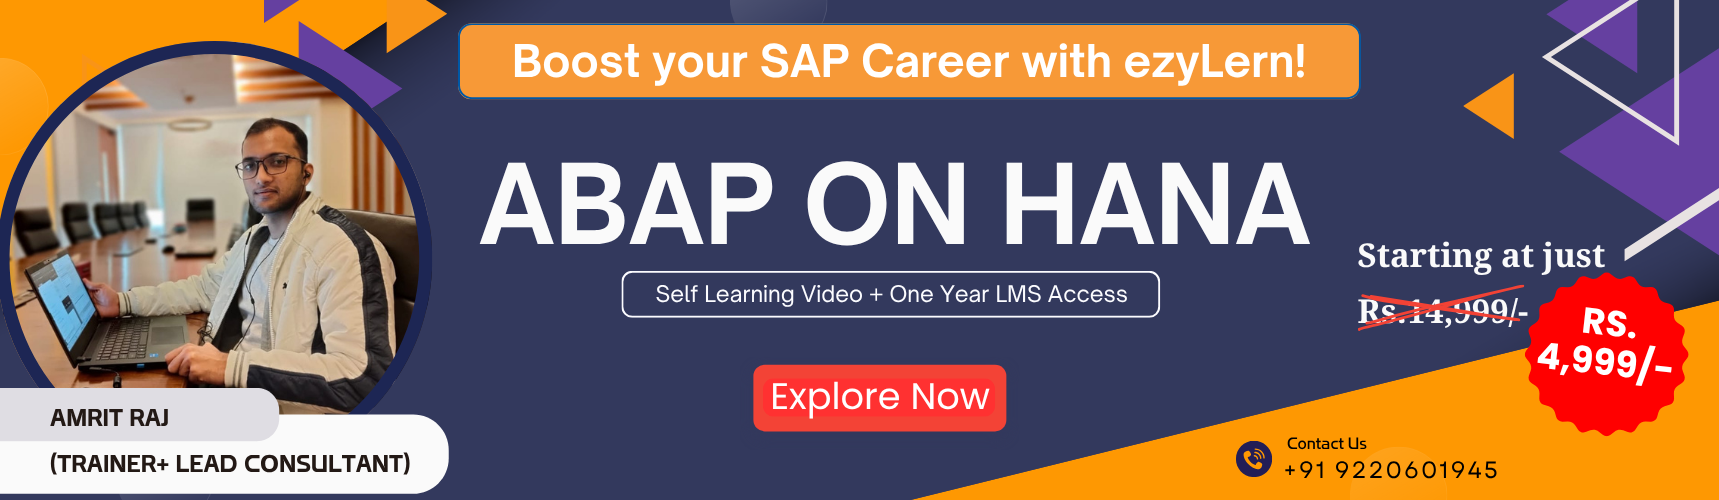 Boost your SAP Career with ezyLern!
ABAP ON HANA
Self Learning Video + One Year LMS Access
Explore Now
Starting at just
Rs.14,999/-
RS.
4,999/-
AMRIT RAJ
(TRAINER+ LEAD CONSULTANT)
Contact Us
+91 9220601945